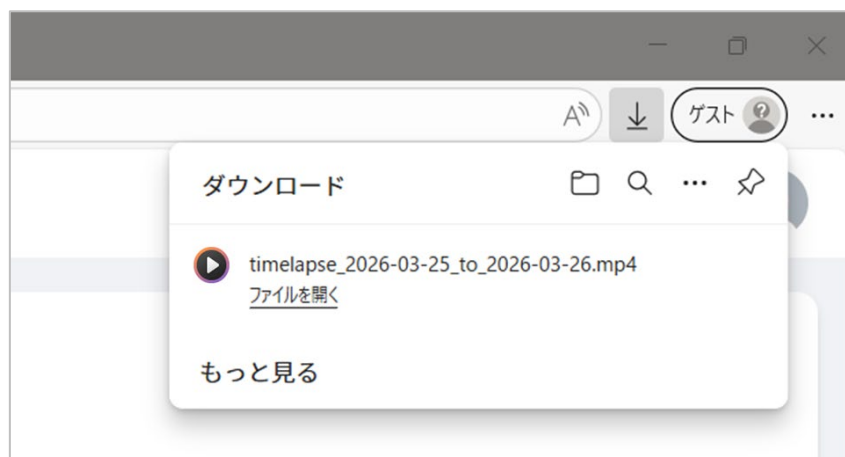 ゲスト
ダウンロード
timelapse_2026-03-25_to_2026-03-26.mp4
ファイルを開く
もっと見る